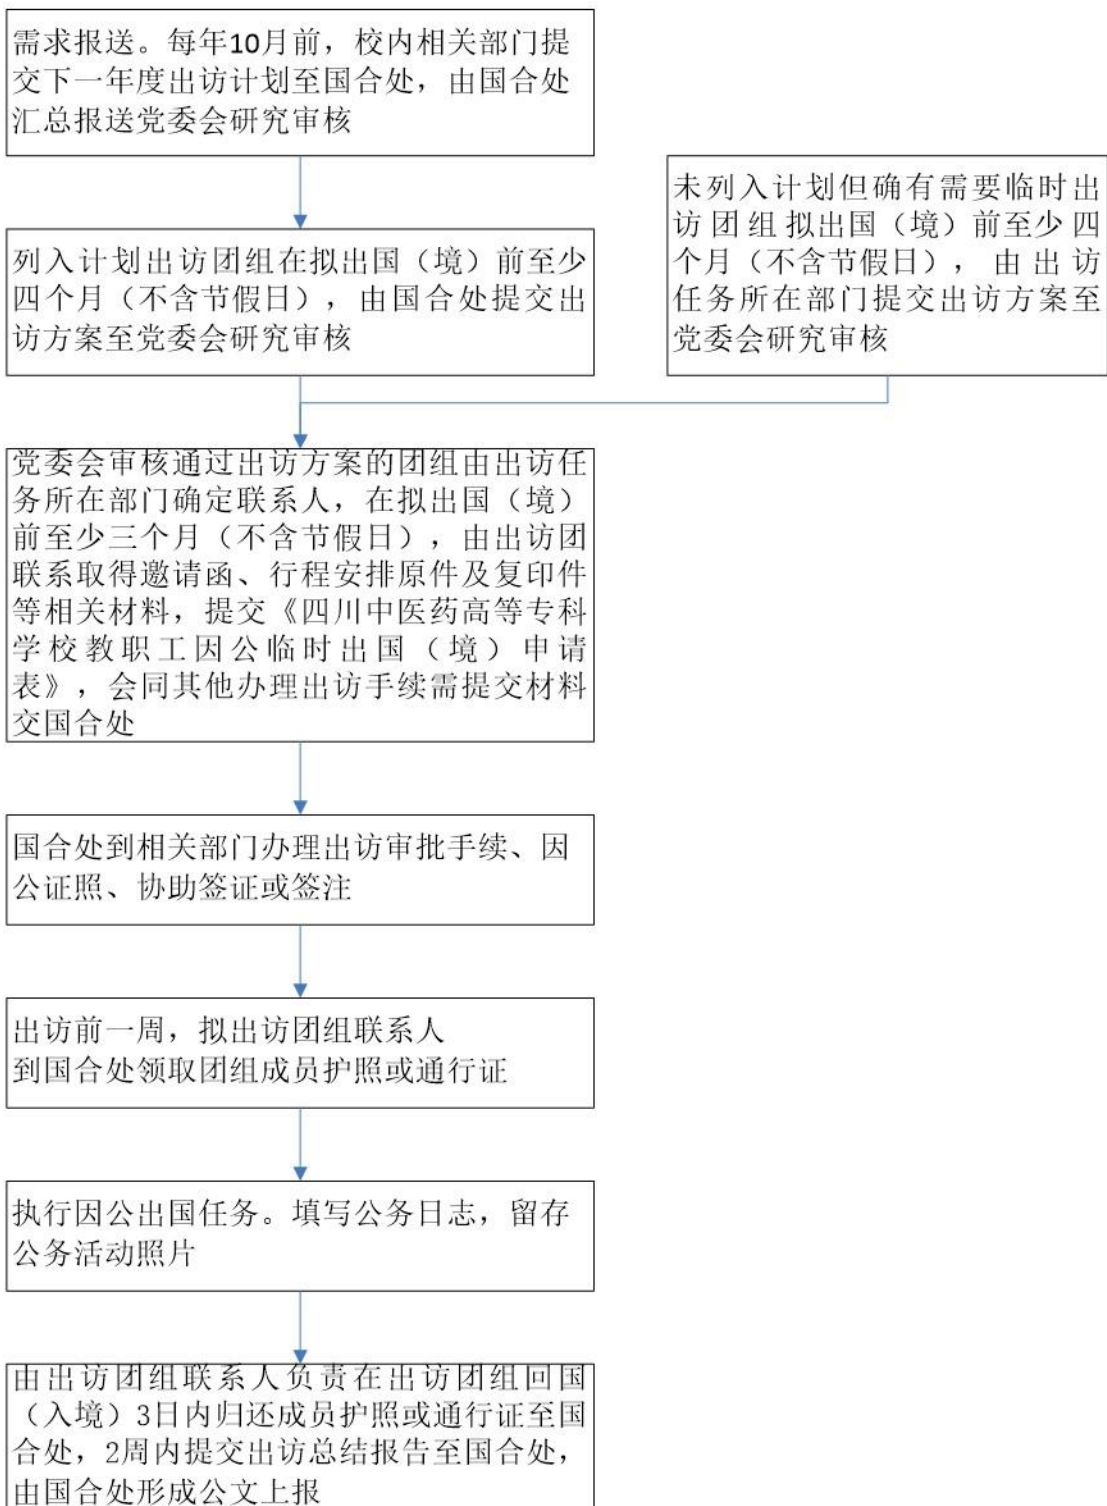 需求报送。每年10月前，校内相关部门提
交下一年度出访计划至国合处，由国合处
汇总报送党委会研究审核
未列入计划但确有需要临时出
访团组拟出国（境）前至少四
个月（不含节假日），由出访
任务所在部门提交出访方案至
党委会研究审核
列入计划出访团组在拟出国（境）前至少
四个月（不含节假日），由国合处提交出
访方案至党委会研究审核
党委会审核通过出访方案的团组由出访任
务所在部门确定联系人，在拟出国（境）
前至少三个月（不含节假日），由出访团
联系取得邀请函、行程安排原件及复印件
等相关材料，提交《四川中医药高等专科
学校教职工因公临时出国（境）申请
表》，会同其他办理出访手续需提交材料
交国合处
国合处到相关部门办理出访审批手续、因
公证照、协助签证或签注
出访前一周，拟出访团组联系人
到国合处领取团组成员护照或通行证
执行因公出国任务。填写公务日志，留存
公务活动照片
由出访团组联系人负责在出访团组回国
（入境）3日内归还成员护照或通行证至国
合处，2周内提交出访总结报告至国合处，
由国合处形成公文上报